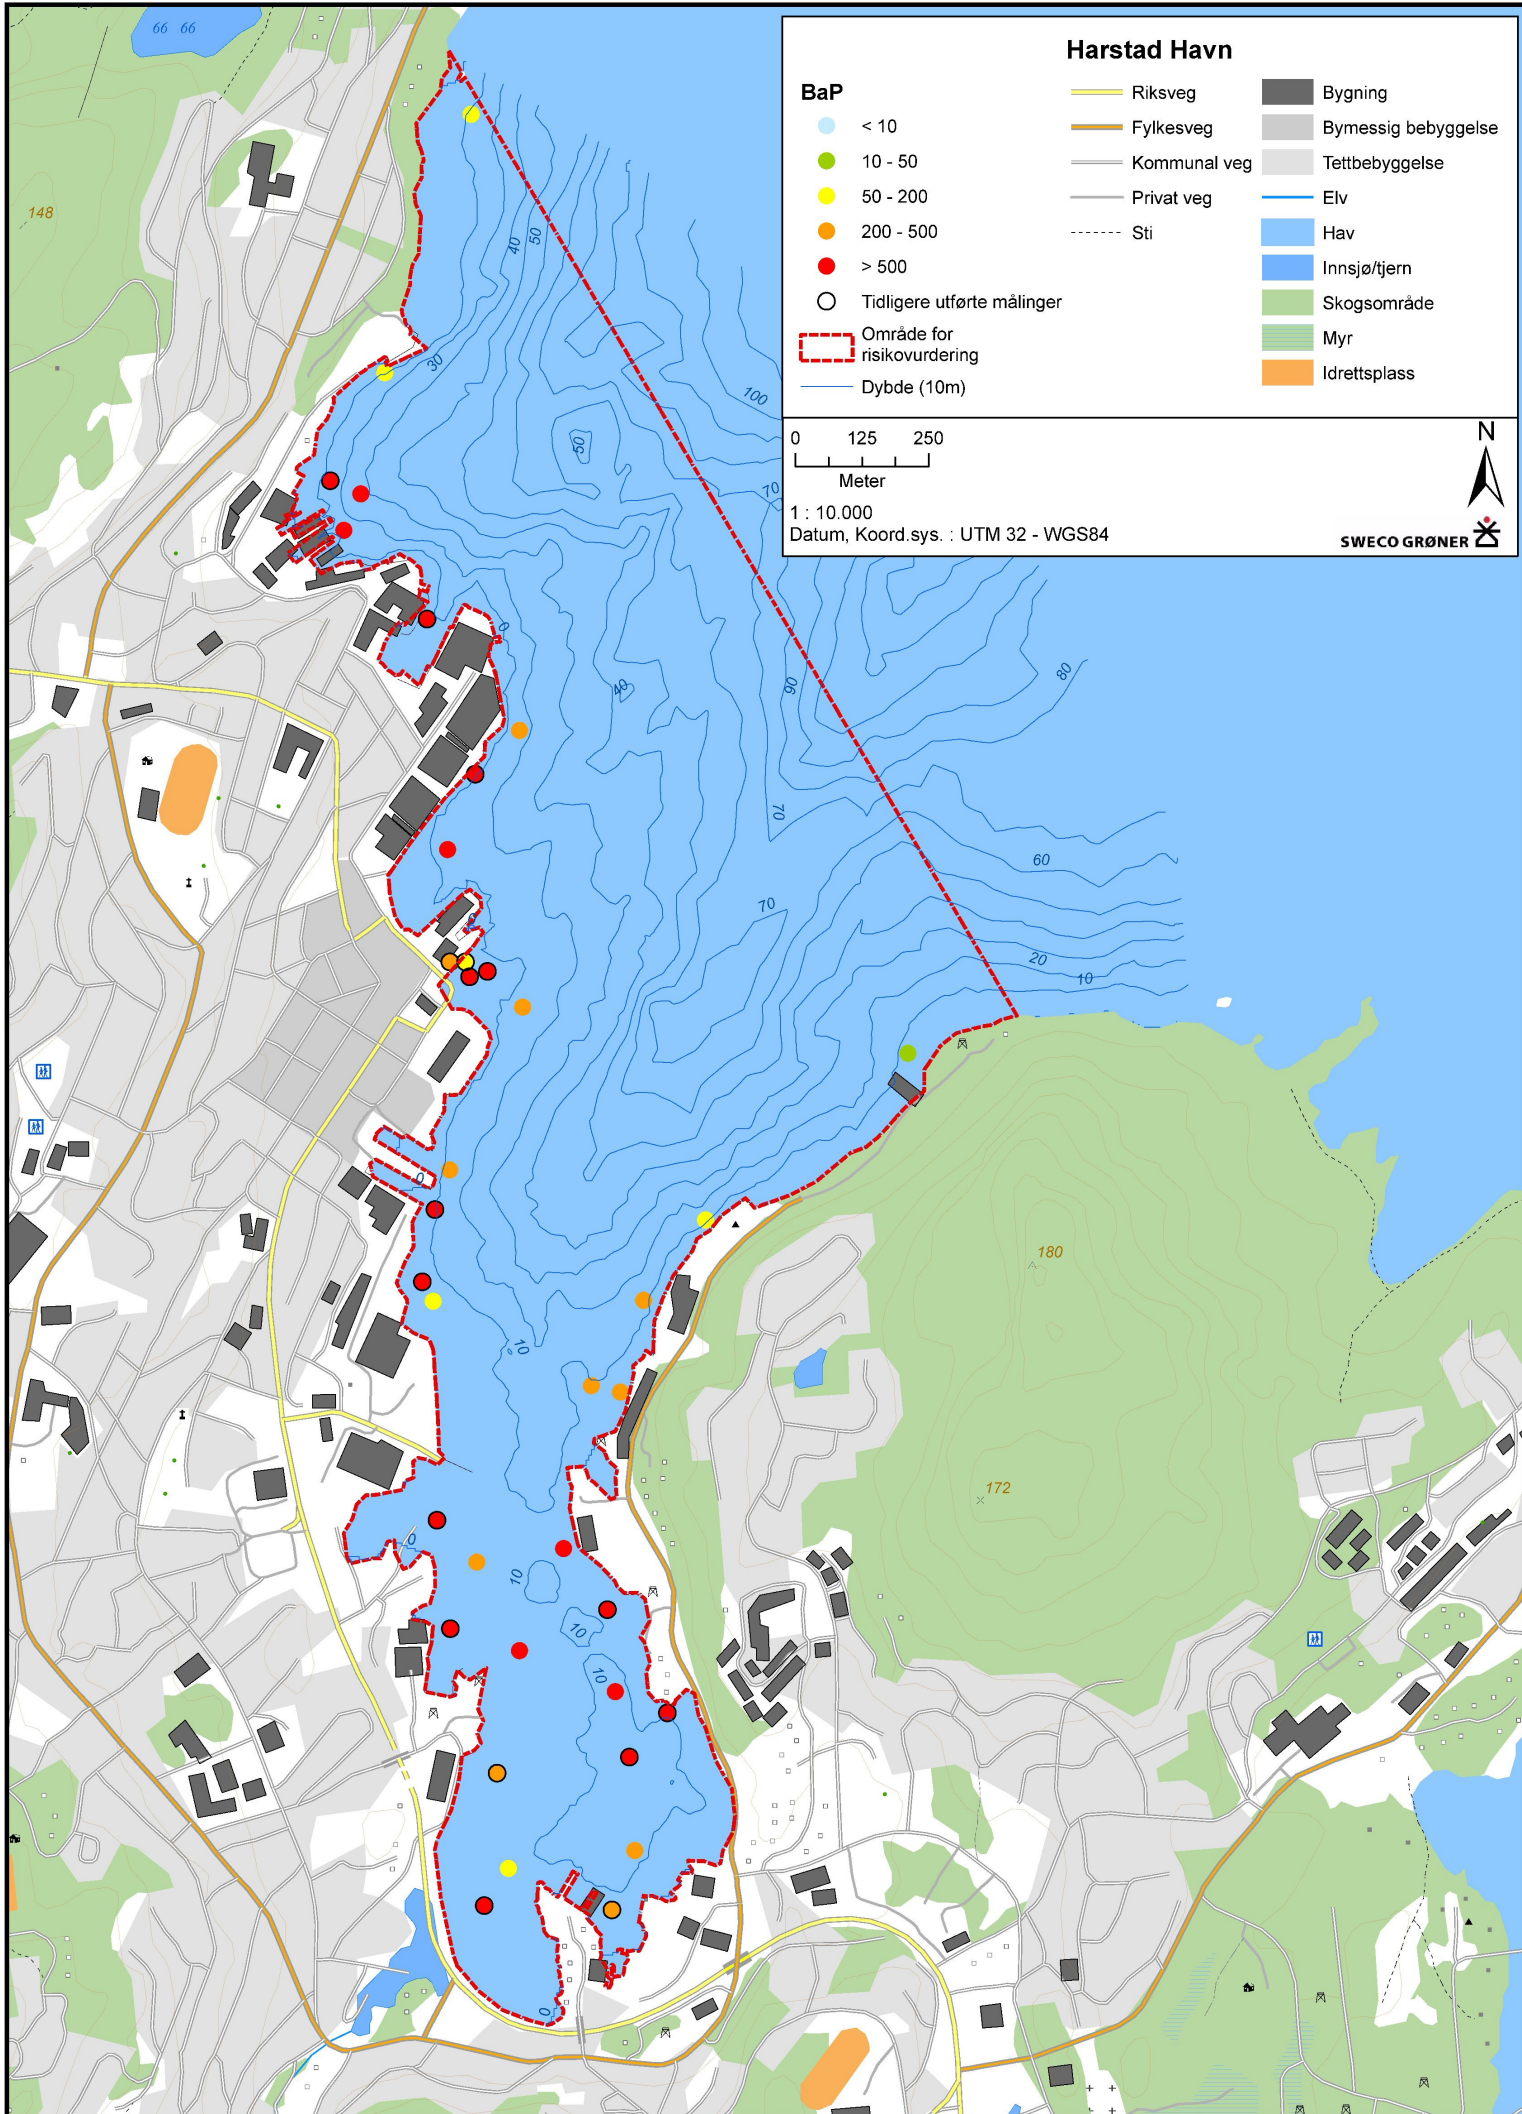 Harstad Havn
BaP
< 10
10 - 50
50 - 200
200 - 500
> 500
Tidligere utførte målinger
Område for
risikovurdering
Dybde (10m)
Riksveg
Fylkesveg
Kommunal veg
Privat veg
Sti
Bygning
Bymessig bebyggelse
Tettbebyggelse
Elv
Hav
Innsjø/tjern
Skogsområde
Myr
Idrettsplass
0 125 250
Meter
1 : 10.000
Datum, Koord.sys. : UTM 32 - WGS84
N
SWECO GRØNER
66 66
148
40
50
30
100
50
70
0
40
90
80
70
60
70
20
10
0
180
10
172
0
10
10
10
0